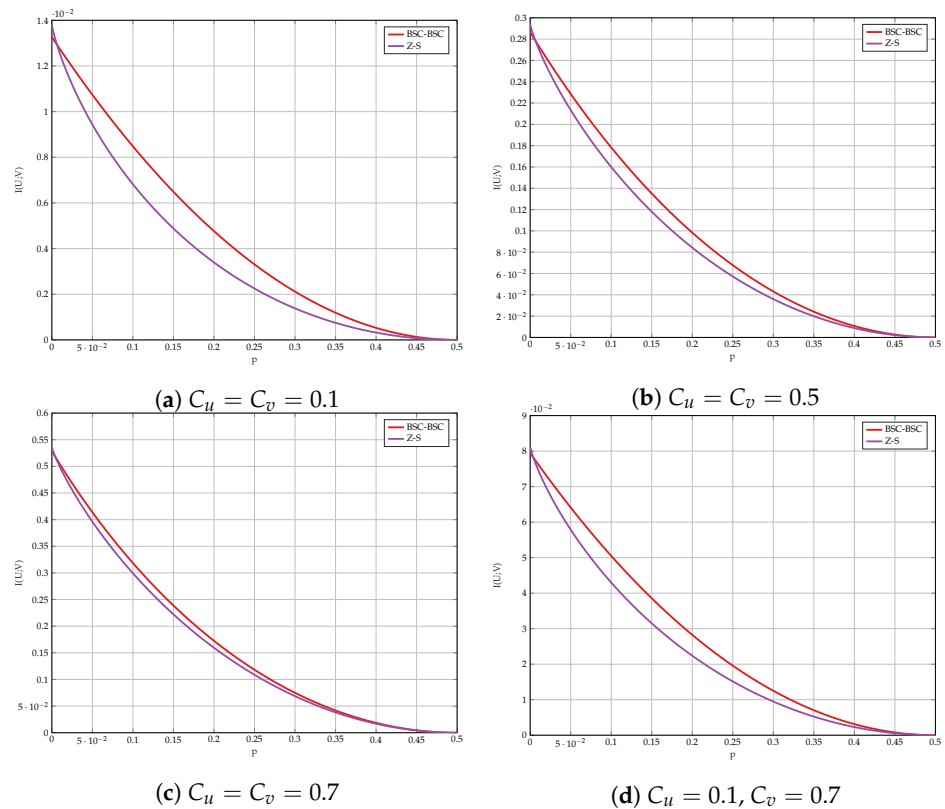 1.4 ·10⁻²
BSC-BSC
Z-S
1.2
1
0.8
0.6
0.4
0.2
0
I(U;V)
0 5·10⁻² 0.1 0.15 0.2 0.25 0.3 0.35 0.4 0.45 0.5
P
(a) Cᵤ = Cᵥ = 0.1
0.3
BSC-BSC
Z-S
0.28
0.26
0.24
0.22
0.2
0.18
0.16
0.14
0.12
0.1
8·10⁻²
6·10⁻²
4·10⁻²
2·10⁻²
0
I(U;V)
0 5·10⁻² 0.1 0.15 0.2 0.25 0.3 0.35 0.4 0.45 0.5
P
(b) Cᵤ = Cᵥ = 0.5
0.6
BSC-BSC
Z-S
0.55
0.5
0.45
0.4
0.35
0.3
0.25
0.2
0.15
0.1
5·10⁻²
0
I(U;V)
0 5·10⁻² 0.1 0.15 0.2 0.25 0.3 0.35 0.4 0.45 0.5
P
(c) Cᵤ = Cᵥ = 0.7
9 ·10⁻²
BSC-BSC
Z-S
8
7
6
5
4
3
2
1
0
I(U;V)
0 5·10⁻² 0.1 0.15 0.2 0.25 0.3 0.35 0.4 0.45 0.5
P
(d) Cᵤ = 0.1, Cᵥ = 0.7